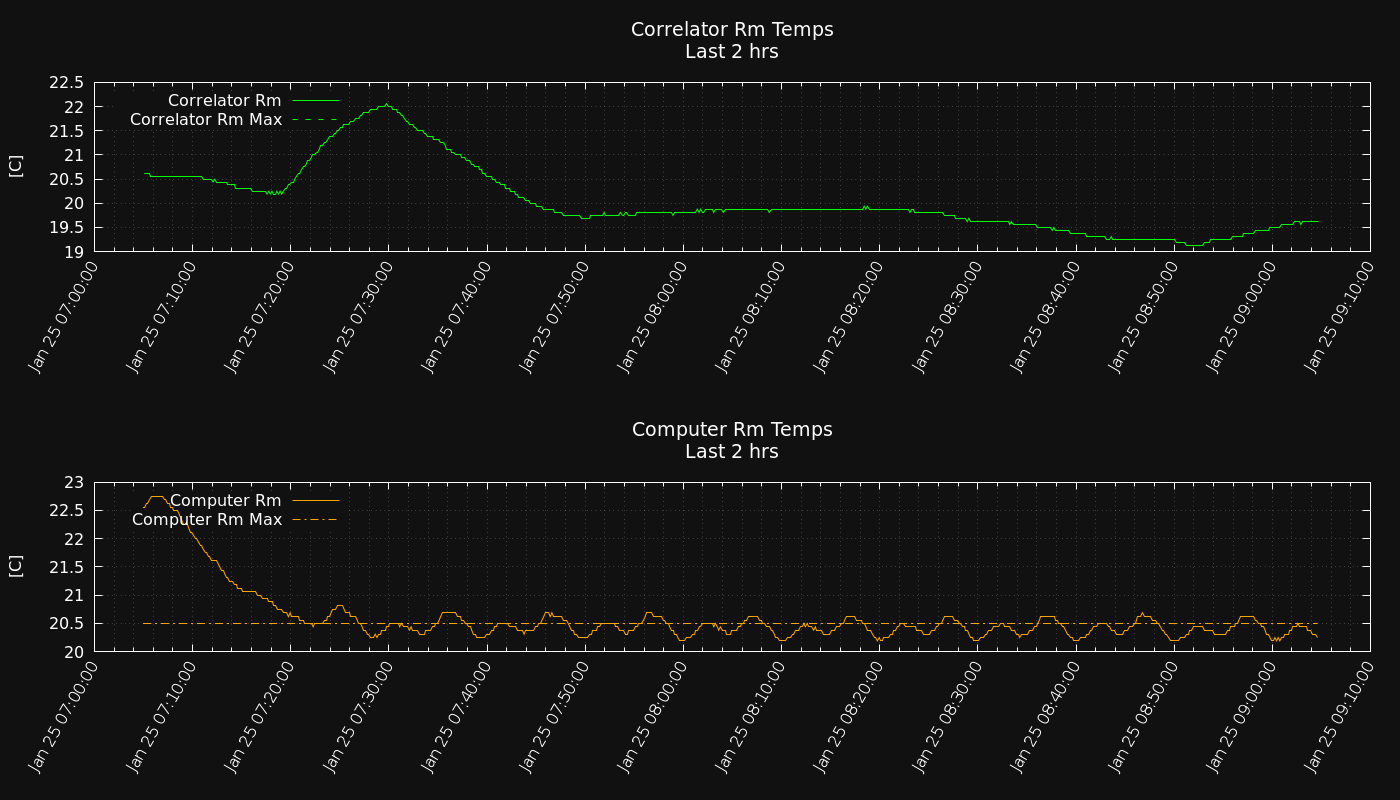 Correlator Rm Temps
Last 2 hrs
22.5
22
21.5
21
20.5
20
19.5
19
[C]
Correlator Rm
Correlator Rm Max
Jan 25 07:00:00
Jan 25 07:10:00
Jan 25 07:20:00
Jan 25 07:30:00
Jan 25 07:40:00
Jan 25 07:50:00
Jan 25 08:00:00
Jan 25 08:10:00
Jan 25 08:20:00
Jan 25 08:30:00
Jan 25 08:40:00
Jan 25 08:50:00
Jan 25 09:00:00
Jan 25 09:10:00
Computer Rm Temps
Last 2 hrs
23
22.5
22
21.5
21
20.5
20
[C]
Computer Rm
Computer Rm Max
Jan 25 07:00:00
Jan 25 07:10:00
Jan 25 07:20:00
Jan 25 07:30:00
Jan 25 07:40:00
Jan 25 07:50:00
Jan 25 08:00:00
Jan 25 08:10:00
Jan 25 08:20:00
Jan 25 08:30:00
Jan 25 08:40:00
Jan 25 08:50:00
Jan 25 09:00:00
Jan 25 09:10:00